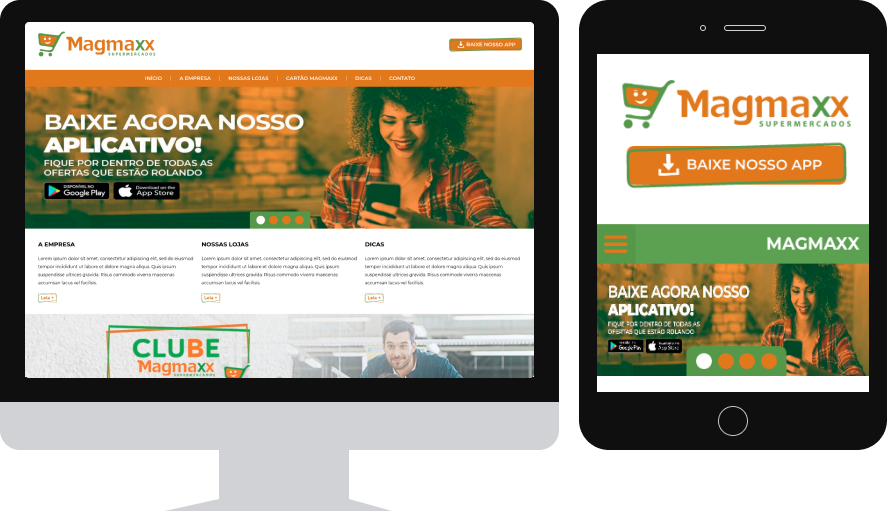 Magmaxx
SUPERMERCADOS
BAIXE NOSSO APP
INÍCIO | A EMPRESA | NOSSAS LOJAS | CARTÃO MAGMAXX | DICAS | CONTATO
BAIXE AGORA NOSSO
APLICATIVO!
FIQUE POR DENTRO DE TODAS AS
OFERTAS QUE ESTÃO ROLANDO
DISPONÍVEL NO
Google Play
Download on the
App Store
A EMPRESA
Lorem ipsum dolor sit amet, consectetur adipiscing elit, sed do eiusmod
tempor incididunt ut labore et dolore magna aliqua. Quis ipsum
suspendisse ultrices gravida. Risus commodo viverra maecenas
accumsan lacus vel facilisis.
Leia +
NOSSAS LOJAS
Lorem ipsum dolor sit amet, consectetur adipiscing elit, sed do eiusmod
tempor incididunt ut labore et dolore magna aliqua. Quis ipsum
suspendisse ultrices gravida. Risus commodo viverra maecenas
accumsan lacus vel facilisis.
Leia +
DICAS
Lorem ipsum dolor sit amet, consectetur adipiscing elit, sed do eiusmod
tempor incididunt ut labore et dolore magna aliqua. Quis ipsum
suspendisse ultrices gravida. Risus commodo viverra maecenas
accumsan lacus vel facilisis.
Leia +
CLUBE
Magmaxx
SUPERMERCADOS
Magmaxx
SUPERMERCADOS
BAIXE NOSSO APP
MAGMAXX
BAIXE AGORA NOSSO
APLICATIVO!
FIQUE POR DENTRO DE TODAS AS
OFERTAS QUE ESTÃO ROLANDO
Google Play
App Store